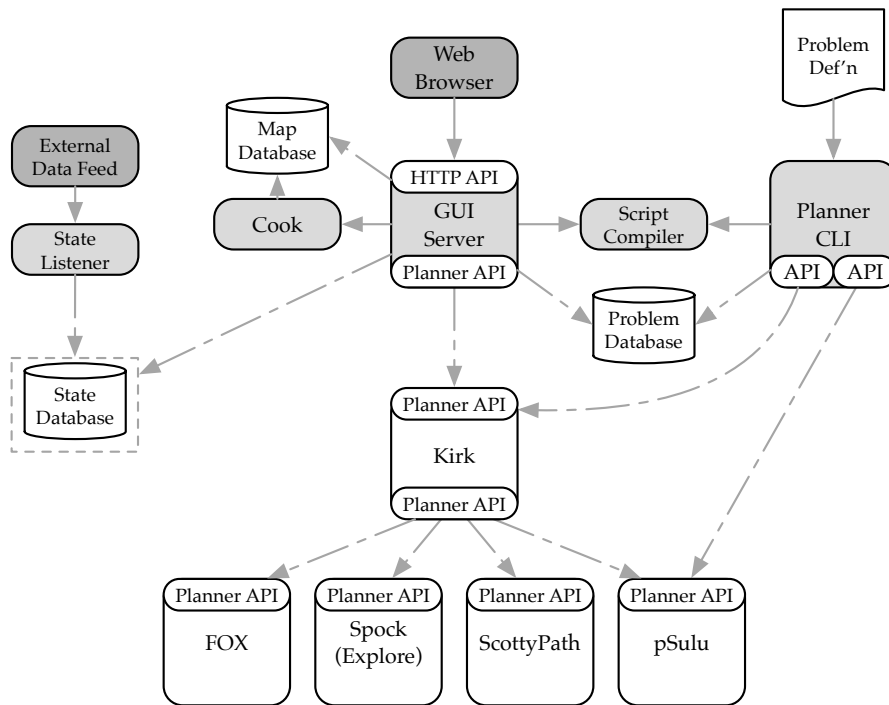 Web
Browser
Problem
Def'n
Map
Database
External
Data Feed
HTTP API
GUI
Server
Planner API
Cook
Script
Compiler
Planner
CLI
API
API
State
Listener
Problem
Database
State
Database
Planner API
Kirk
Planner API
Planner API
FOX
Planner API
Spock
(Explore)
Planner API
ScottyPath
Planner API
pSulu